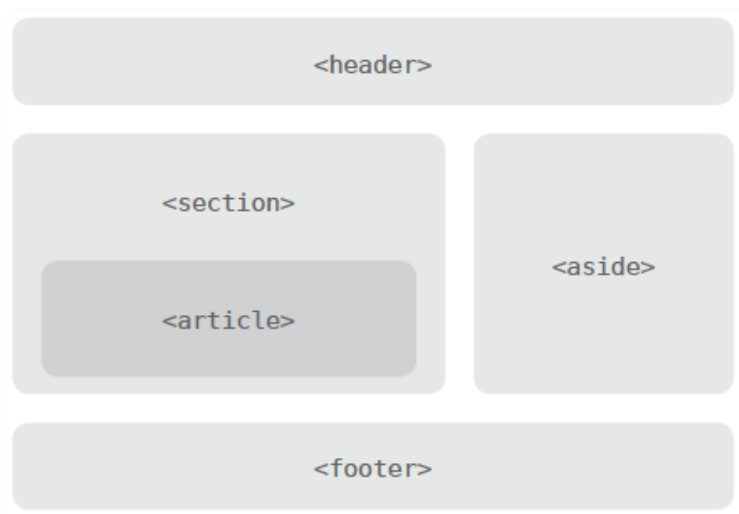 <header>
<section>
<article>
<aside>
<footer>